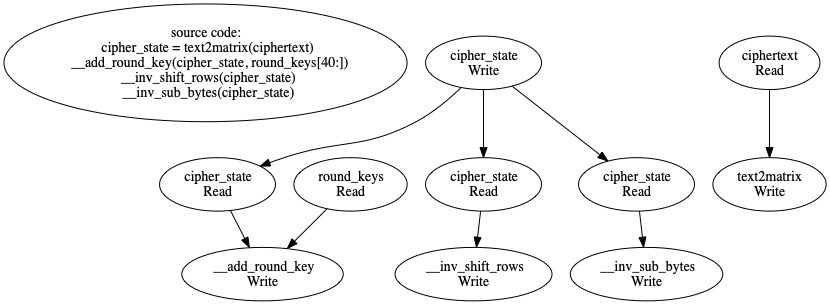 source code:
cipher_state = text2matrix(ciphertext)
__add_round_key(cipher_state, round_keys[40:])
__inv_shift_rows(cipher_state)
__inv_sub_bytes(cipher_state)
cipher_state
Write
ciphertext
Read
cipher_state
Read
round_keys
Read
cipher_state
Read
cipher_state
Read
text2matrix
Write
__add_round_key
Write
__inv_shift_rows
Write
__inv_sub_bytes
Write